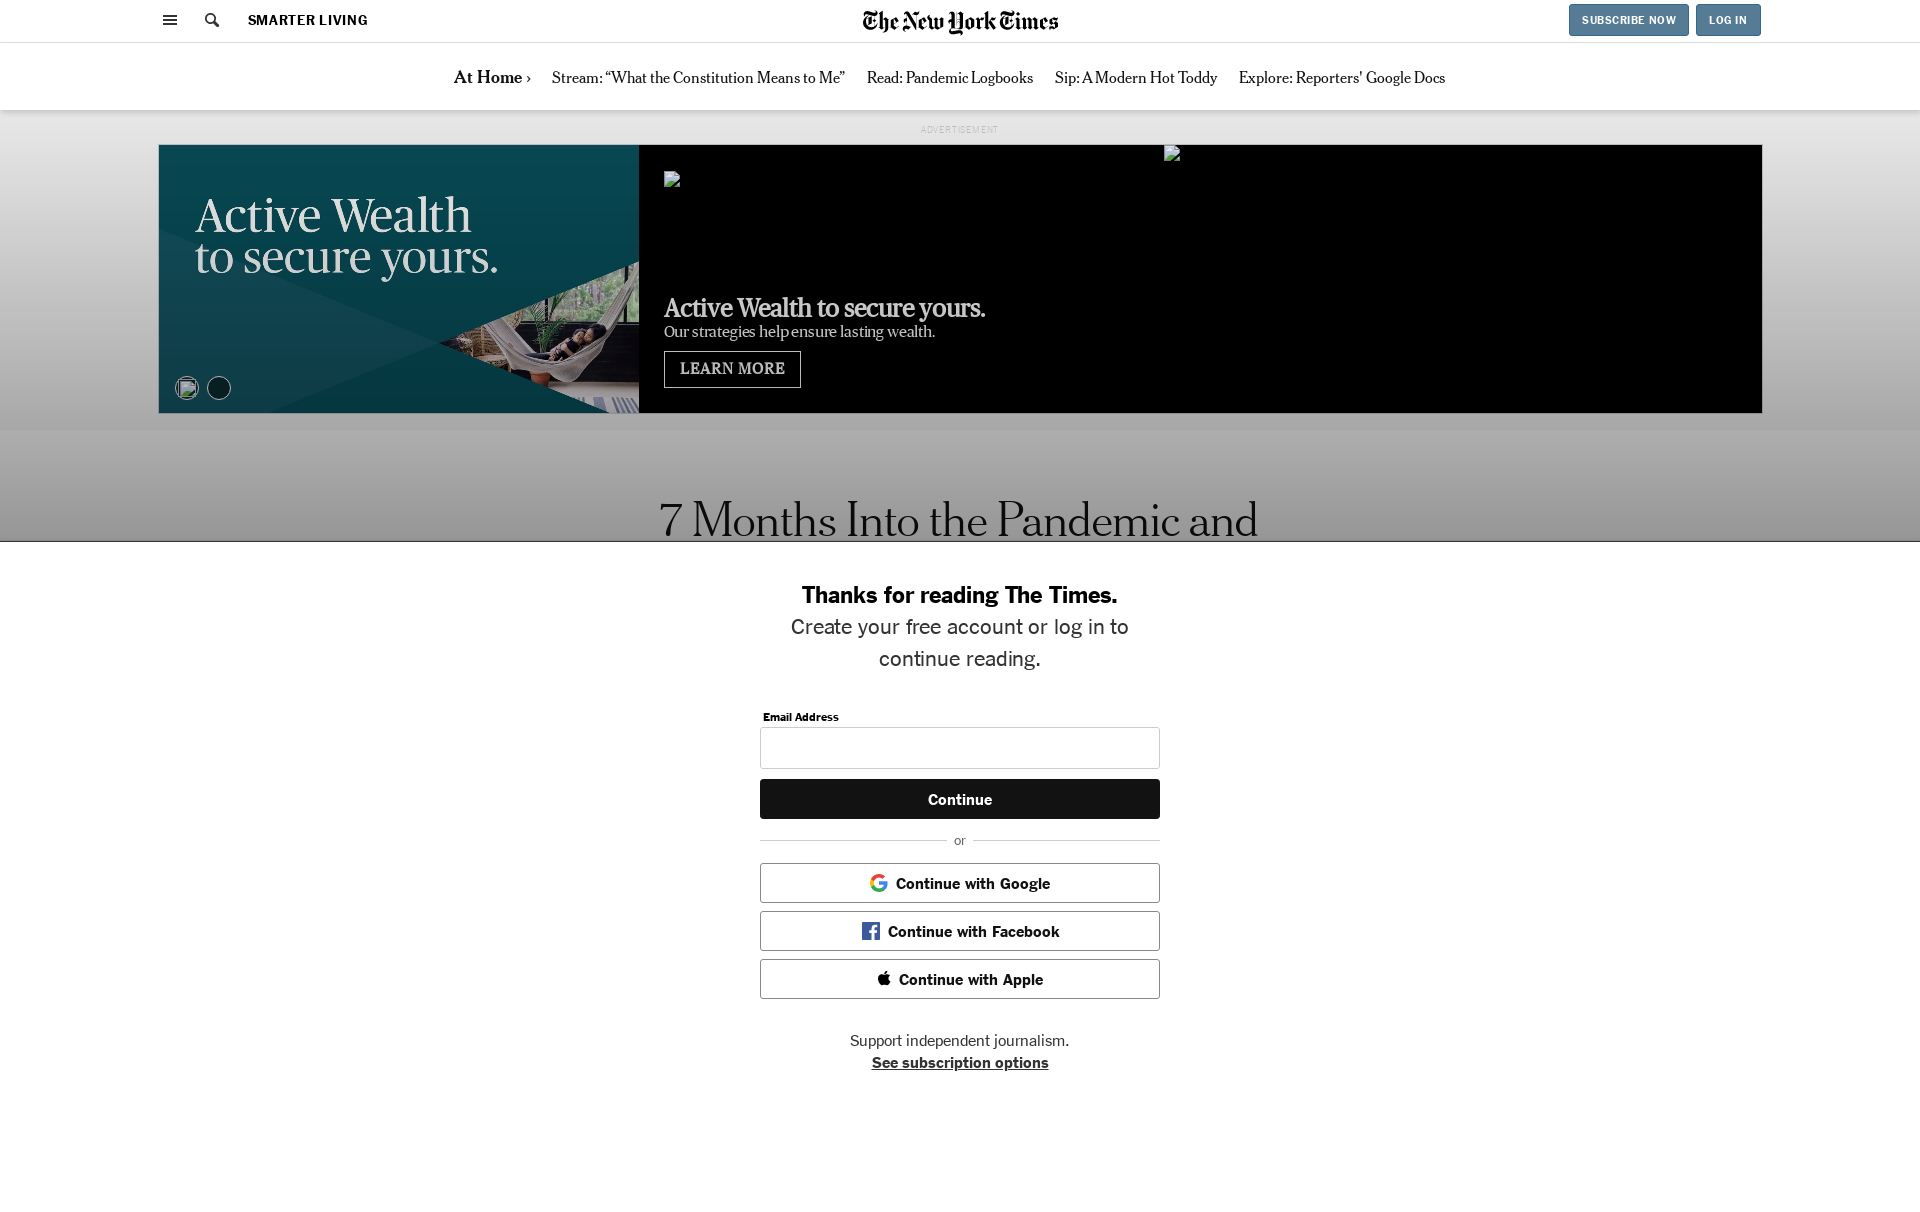 SMARTER LIVING
The New York Times
SUBSCRIBE NOW
LOG IN
At Home ›
Stream: “What the Constitution Means to Me”
Read: Pandemic Logbooks
Sip: A Modern Hot Toddy
Explore: Reporters' Google Docs
ADVERTISEMENT
Active Wealth
to secure yours.
Active Wealth to secure yours.
Our strategies help ensure lasting wealth.
LEARN MORE
7 Months Into the Pandemic and
Thanks for reading The Times.
Create your free account or log in to
continue reading.
Email Address
Continue
or
Continue with Google
Continue with Facebook
Continue with Apple
Support independent journalism.
See subscription options